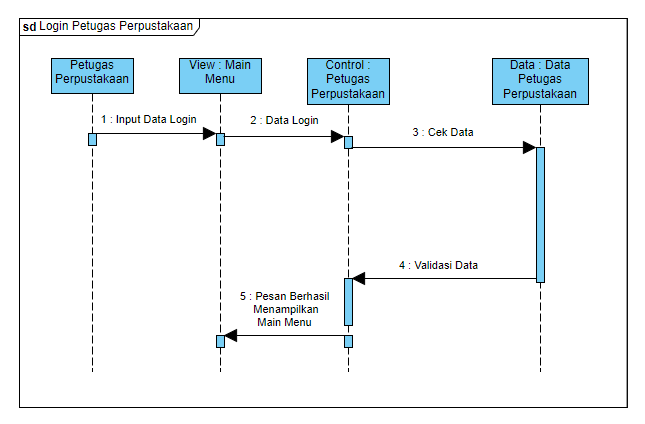 sd Login Petugas Perpustakaan
Petugas
Perpustakaan
View : Main
Menu
Control :
Petugas
Perpustakaan
Data : Data
Petugas
Perpustakaan
1 : Input Data Login
2 : Data Login
3 : Cek Data
4 : Validasi Data
5 : Pesan Berhasil
Menampilkan
Main Menu